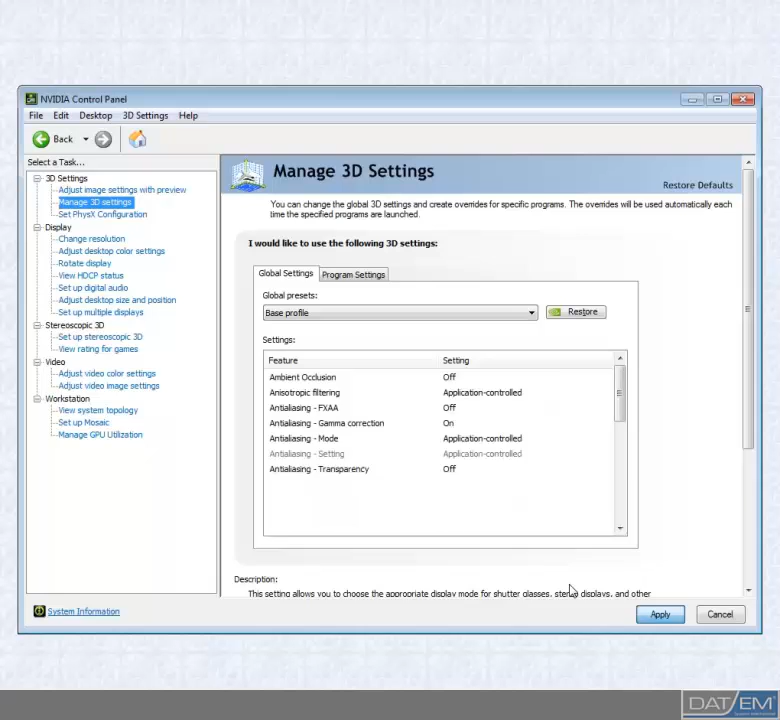 NVIDIA Control Panel
File Edit Desktop 3D Settings Help
Back
Select a Task...
3D Settings
Adjust image settings with preview
Manage 3D settings
Set PhysX Configuration
Display
Change resolution
Adjust desktop color settings
Rotate display
View HDCP status
Set up digital audio
Adjust desktop size and position
Set up multiple displays
Stereoscopic 3D
Set up stereoscopic 3D
View rating for games
Video
Adjust video color settings
Adjust video image settings
Workstation
View system topology
Set up Mosaic
Manage GPU Utilization
System Information
Manage 3D Settings
Restore Defaults
You can change the global 3D settings and create overrides for specific programs. The overrides will be used automatically each
time the specified programs are launched.
I would like to use the following 3D settings:
Global Settings Program Settings
Global presets:
Base profile Restore
Settings:
Feature Setting
Ambient Occlusion Off
Anisotropic filtering Application-controlled
Antialiasing - FXAA Off
Antialiasing - Gamma correction On
Antialiasing - Mode Application-controlled
Antialiasing - Setting Application-controlled
Antialiasing - Transparency Off
Description:
This setting allows you to choose the appropriate display mode for shutter glasses, stereo displays, and other
Apply Cancel
DAT/EM